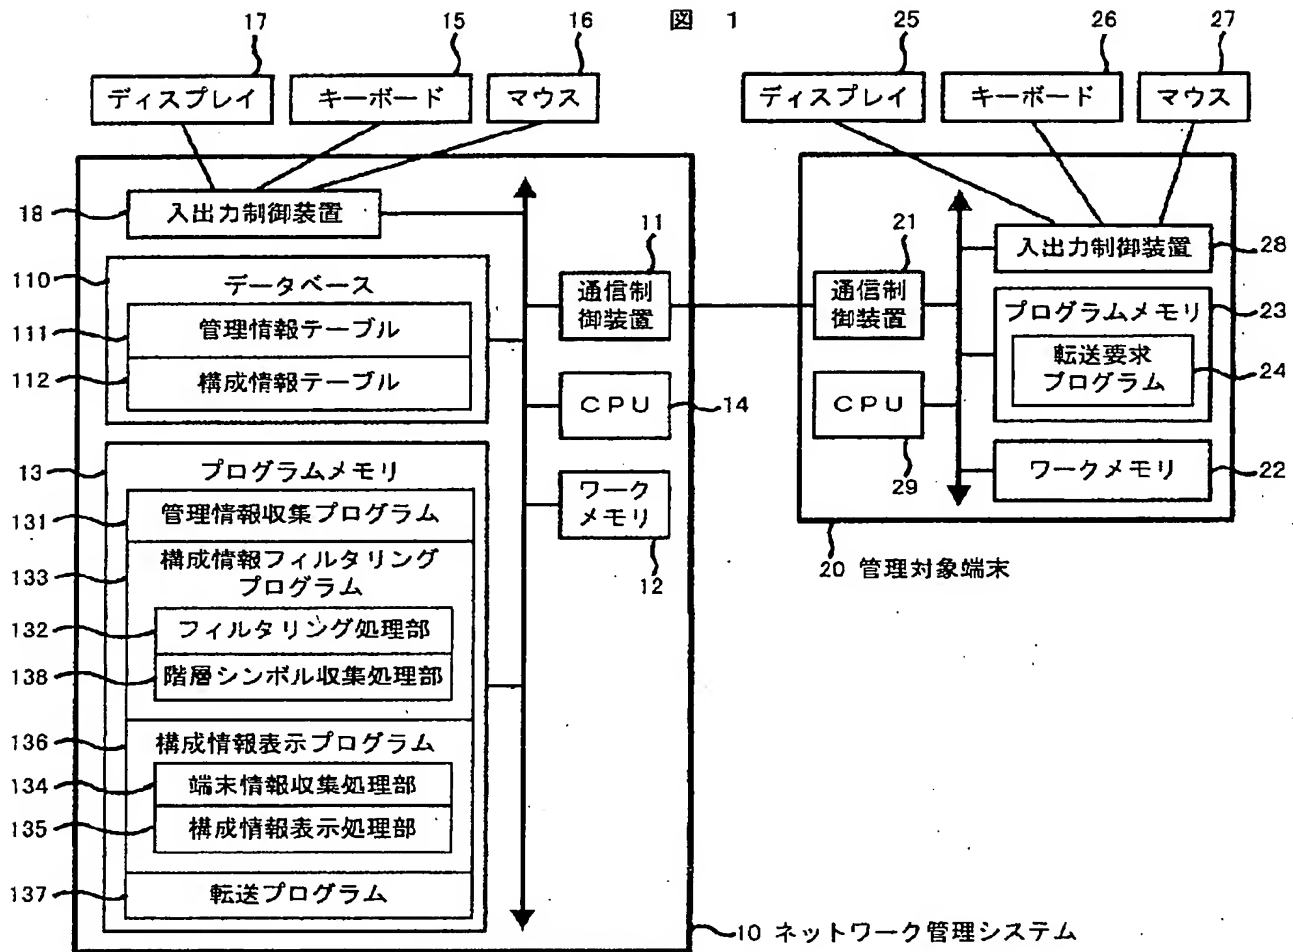 図 1
17
15
16
25
26
27
ディスプレイ
キーボード
マウス
ディスプレイ
キーボード
マウス
18
入出力制御装置
11
通信制
御装置
110
データベース
111
管理情報テーブル
112
構成情報テーブル
CPU
14
13
プログラムメモリ
131
管理情報収集プログラム
133
構成情報フィルタリング
プログラム
132
フィルタリング処理部
138
階層シンボル収集処理部
136
構成情報表示プログラム
134
端末情報収集処理部
135
構成情報表示処理部
137
転送プログラム
ワーク
メモリ
12
10 ネットワーク管理システム
21
通信制
御装置
入出力制御装置
28
プログラムメモリ
23
転送要求
プログラム
24
CPU
29
ワークメモリ
22
20 管理対象端末